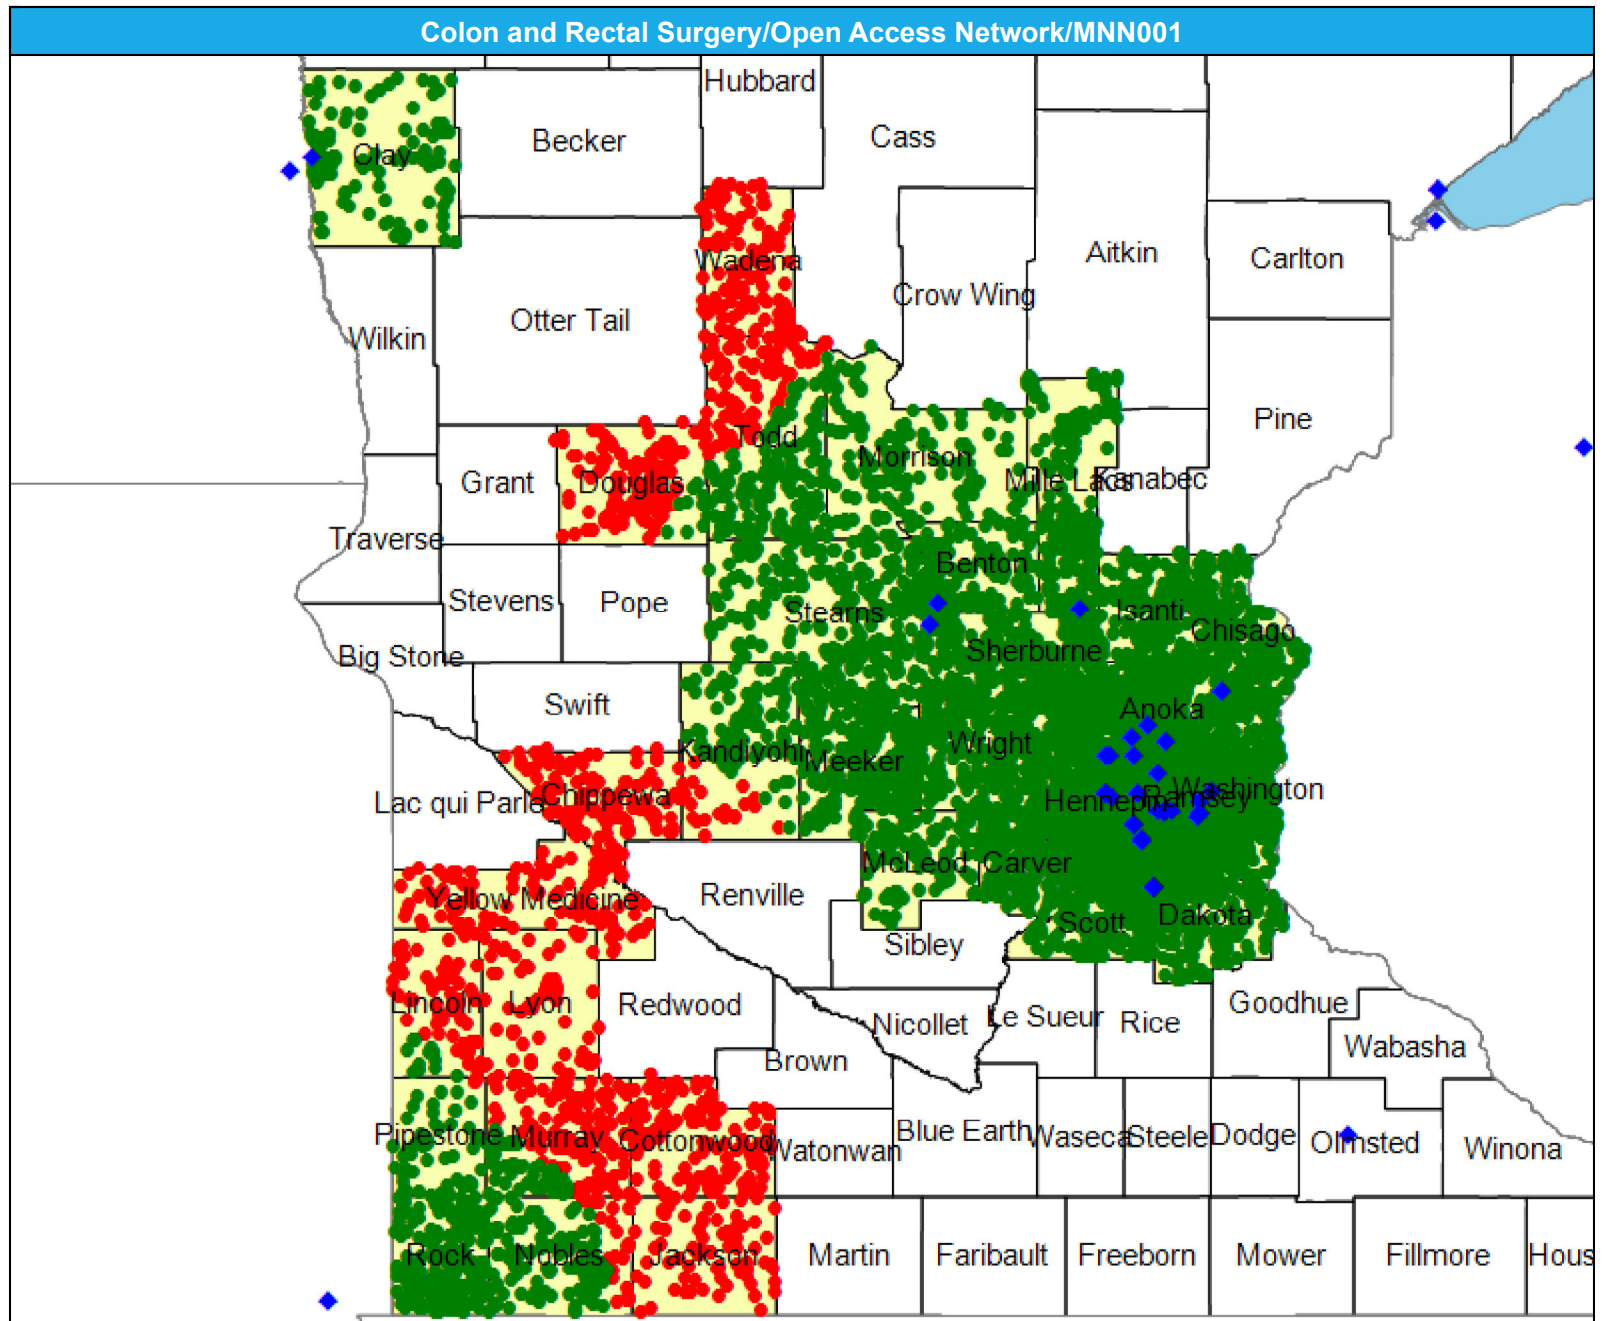 Colon and Rectal Surgery/Open Access Network/MNN001
Hubbard
Cass
Becker
Clay
Aitkin
Carlton
Wadena
Crow Wing
Otter Tail
Wilkin
Pine
Todd
Morrison
Mille Lacs
Kanabec
Grant
Douglas
Traverse
Benton
Stevens
Pope
Stearns
Isanti
Chisago
Sherburne
Big Stone
Swift
Anoka
Kandiyohi
Meeker
Wright
Lac qui Parle
Chippewa
Hennepin
Ramsey
Washington
McLeod
Carver
Yellow Medicine
Renville
Scott
Dakota
Sibley
Lincoln
Lyon
Redwood
Nicollet
Le Sueur
Rice
Goodhue
Brown
Wabasha
Pipestone
Murray
Cottonwood
Watonwan
Blue Earth
Waseca
Steele
Dodge
Olmsted
Winona
Rock
Nobles
Jackson
Martin
Faribault
Freeborn
Mower
Fillmore
Hous